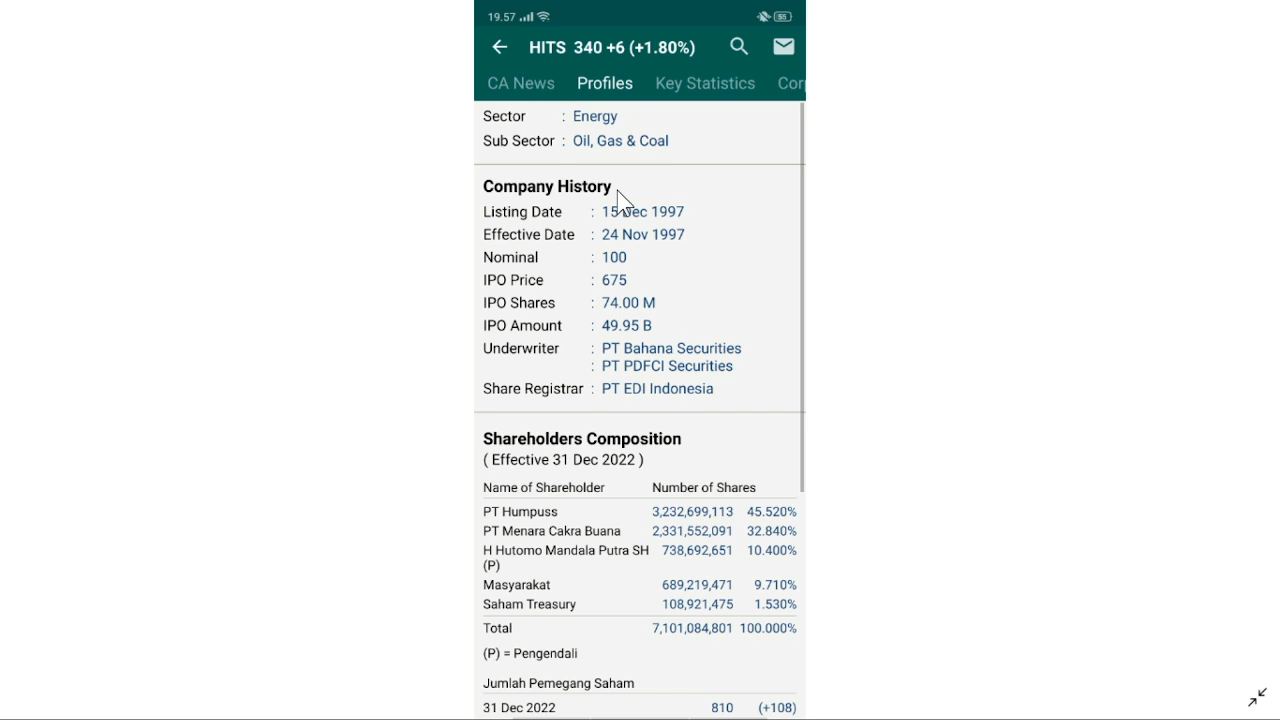 19.57 55
HITS 340 +6 (+1.80%)
CA News Profiles Key Statistics Cor
Sector : Energy
Sub Sector : Oil, Gas & Coal
Company History
Listing Date : 15 Dec 1997
Effective Date : 24 Nov 1997
Nominal : 100
IPO Price : 675
IPO Shares : 74.00 M
IPO Amount : 49.95 B
Underwriter : PT Bahana Securities
: PT PDFCI Securities
Share Registrar : PT EDI Indonesia
Shareholders Composition
( Effective 31 Dec 2022 )
Name of Shareholder Number of Shares
PT Humpuss 3,232,699,113 45.520%
PT Menara Cakra Buana 2,331,552,091 32.840%
H Hutomo Mandala Putra SH 738,692,651 10.400%
(P)
Masyarakat 689,219,471 9.710%
Saham Treasury 108,921,475 1.530%
Total 7,101,084,801 100.000%
(P) = Pengendali
Jumlah Pemegang Saham
31 Dec 2022 810 (+108)